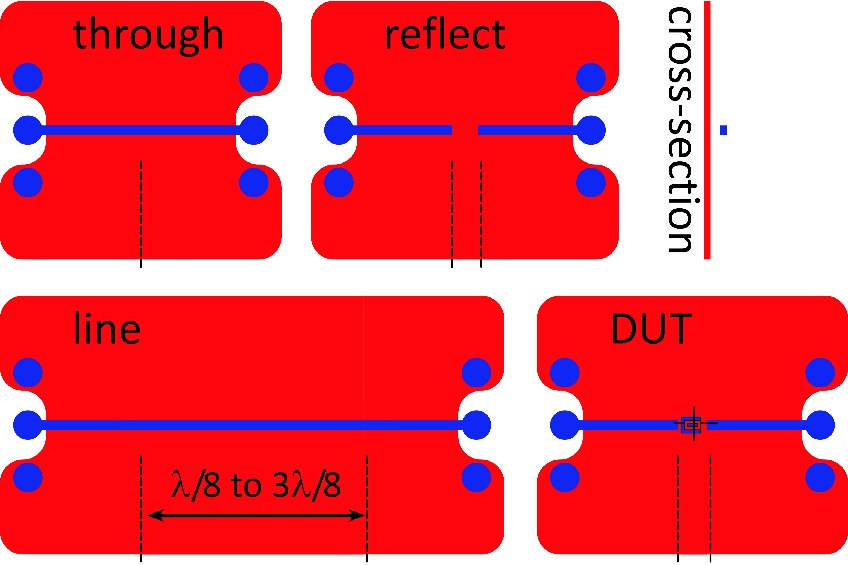 through
reflect
cross-section
line
DUT
λ/8 to 3λ/8